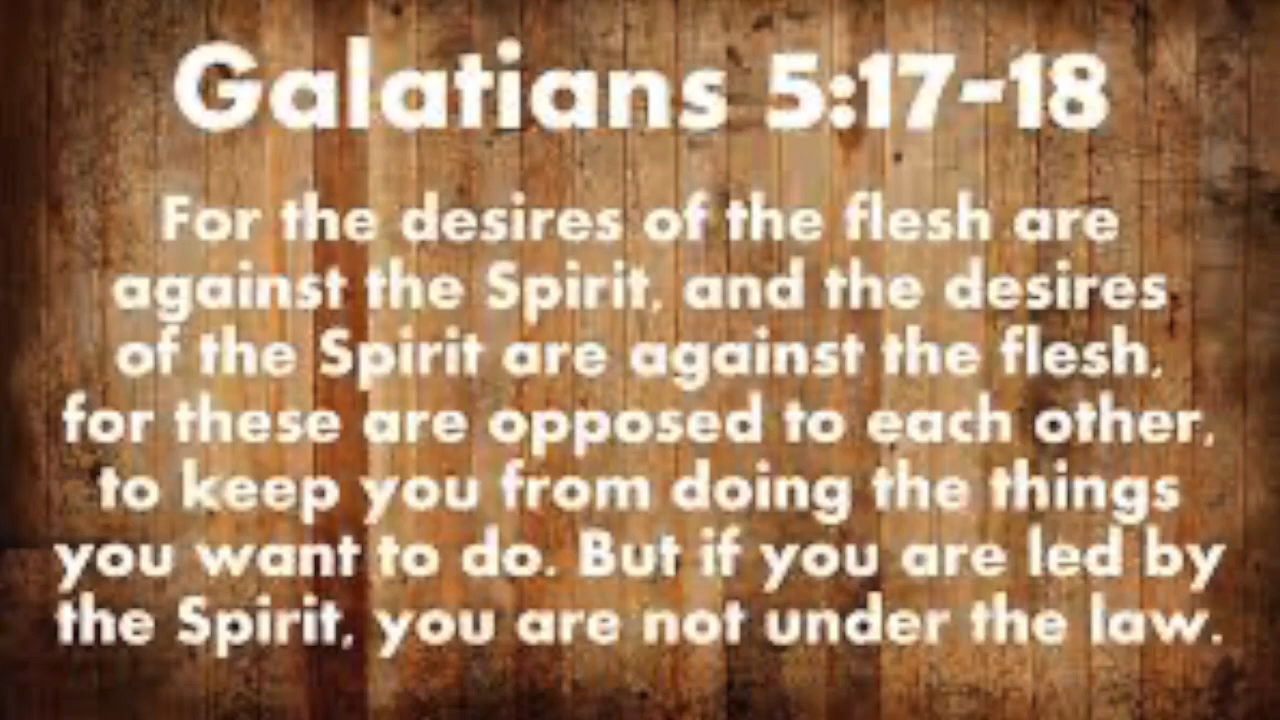 Galatians 5:17-18
For the desires of the flesh are
against the Spirit, and the desires
of the Spirit are against the flesh,
for these are opposed to each other,
to keep you from doing the things
you want to do. But if you are led by
the Spirit, you are not under the law.